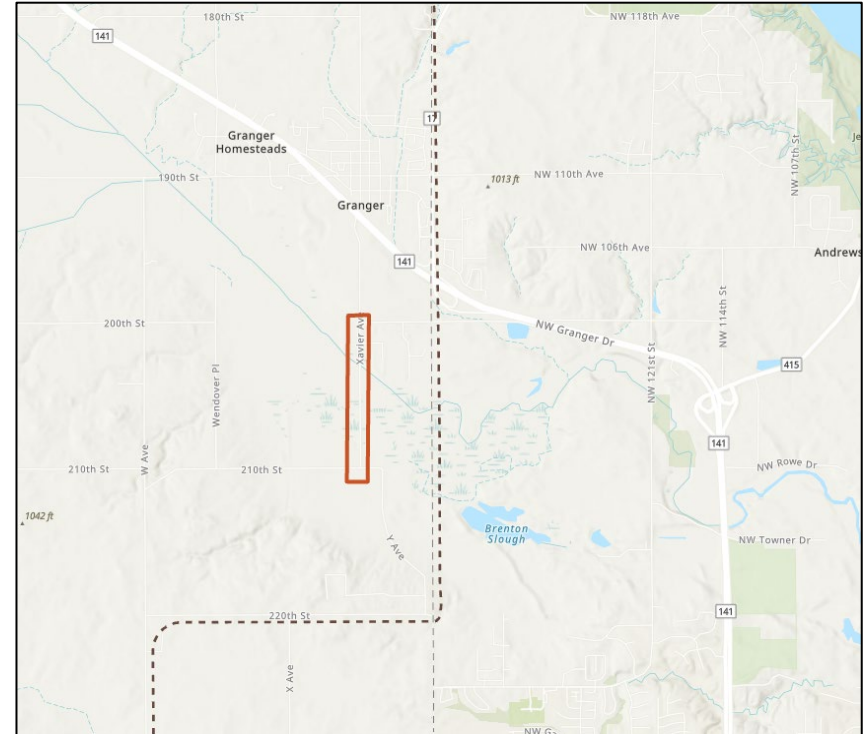 180th St
NW 118th Ave
141
17
Granger
Homesteads
NW 107th St
190th St
1013 ft
NW 110th Ave
Granger
141
NW 106th Ave
Andrews
200th St
Xavier Av
NW Granger Dr
NW 114th St
Wendover Pl
NW 121st St
415
141
W Ave
210th St
210th St
NW Rowe Dr
1042 ft
Brenton
Slough
NW Towner Dr
Y Ave
220th St
141
X Ave